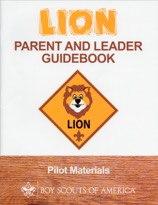 LION
PARENT AND LEADER
GUIDEBOOK
LION
Pilot Materials
BOY SCOUTS OF AMERICA